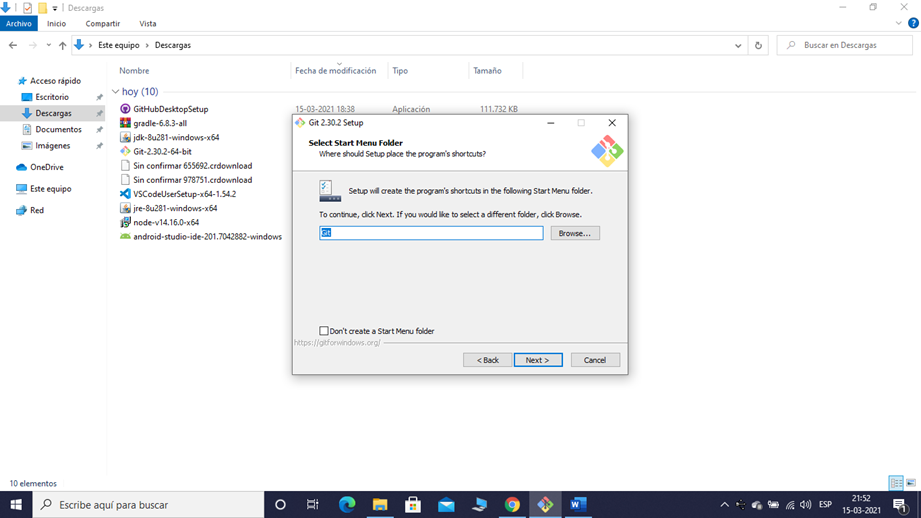 Descargas
Archivo Inicio Compartir Vista
Este equipo > Descargas
Buscar en Descargas
Nombre Fecha de modificación Tipo Tamaño
Acceso rápido
Escritorio
Descargas
Documentos
Imágenes
OneDrive
Este equipo
Red
hoy (10)
GitHubDesktopSetup 15-03-2021 18:38 Aplicación 111.732 KB
gradle-6.8.3-all
jdk-8u281-windows-x64
Git-2.30.2-64-bit
Sin confirmar 655692.crdownload
Sin confirmar 978751.crdownload
VSCodeUserSetup-x64-1.54.2
jre-8u281-windows-x64
node-v14.16.0-x64
android-studio-ide-201.7042882-windows
Git 2.30.2 Setup
Select Start Menu Folder
Where should Setup place the program's shortcuts?
Setup will create the program's shortcuts in the following Start Menu folder.
To continue, click Next. If you would like to select a different folder, click Browse.
Git
Browse...
Don't create a Start Menu folder
https://gitforwindows.org/
< Back Next > Cancel
10 elementos
Escribe aquí para buscar
ESP
21:52
15-03-2021
1